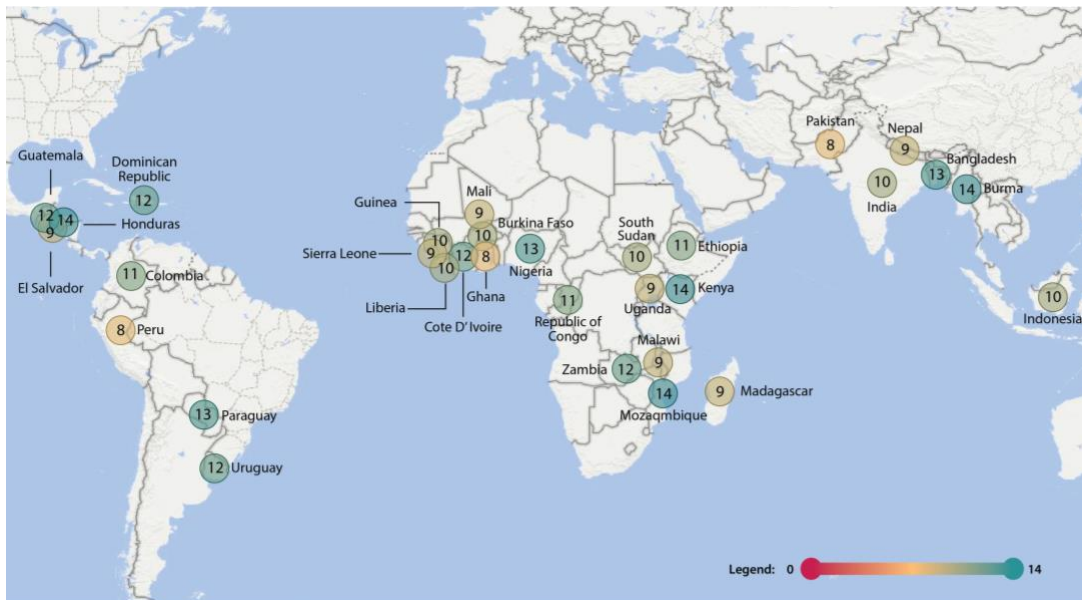 Guatemala
Dominican
Republic
12
12
14
9
Honduras
El Salvador
11
Colombia
8
Peru
13
Paraguay
12
Uruguay
Mali
9
Guinea
10
Burkina Faso
10
Sierra Leone
9
10
12
8
13
Nigeria
Ghana
Liberia
Cote D'Ivoire
South
Sudan
10
11
Ethiopia
9
Uganda
14
Kenya
11
Republic of
Congo
Malawi
9
Zambia
12
14
Mozaqmbique
9
Madagascar
Pakistan
8
Nepal
9
Bangladesh
13
14
Burma
10
India
10
Indonesia
Legend: 0 14